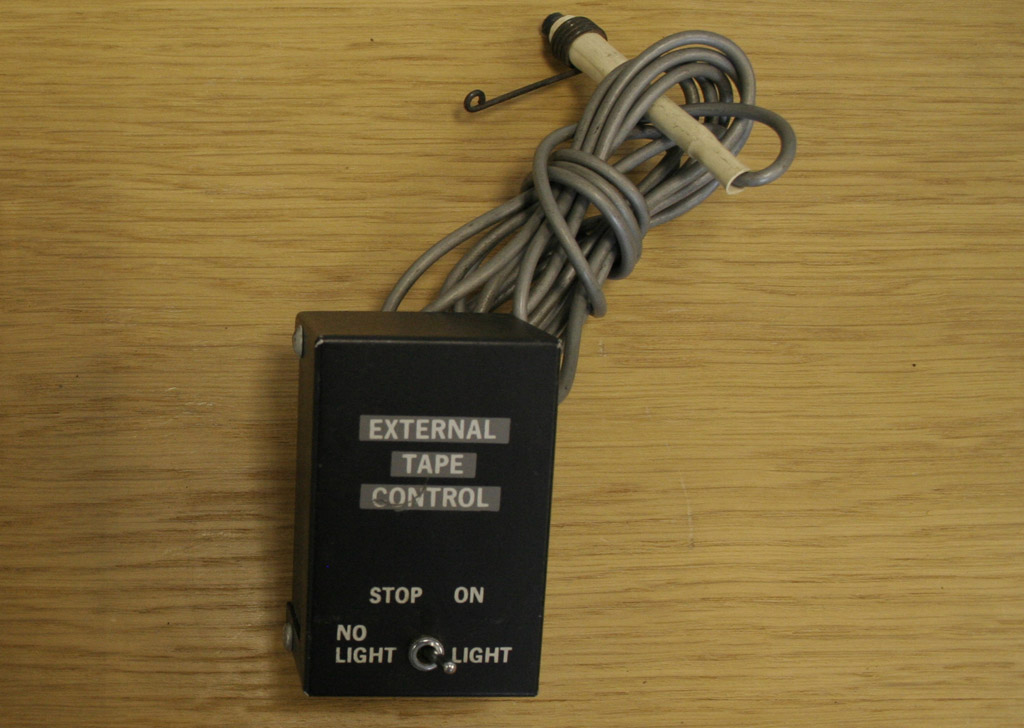 EXTERNAL
TAPE
CONTROL
STOP ON
NO
LIGHT LIGHT